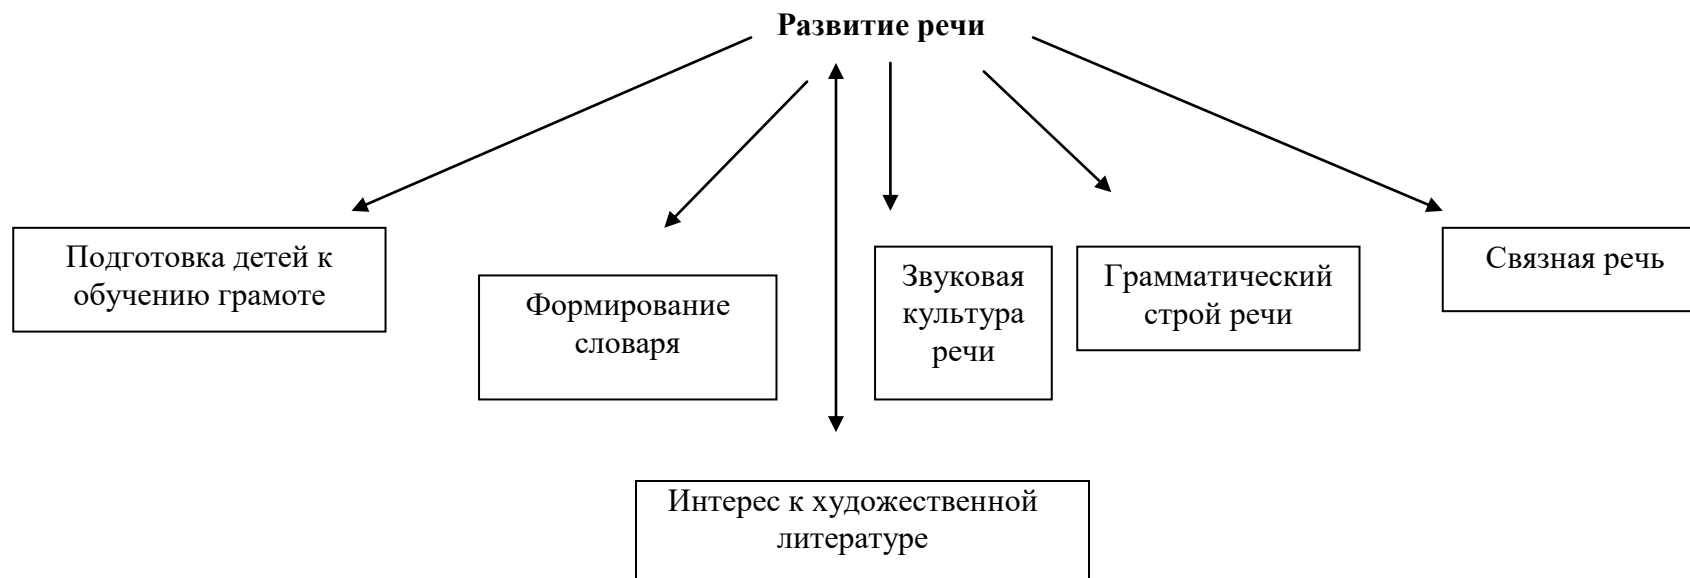 Развитие речи
Подготовка детей к
обучению грамоте
Формирование
словаря
Звуковая
культура
речи
Грамматический
строй речи
Связная речь
Интерес к художественной
литературе